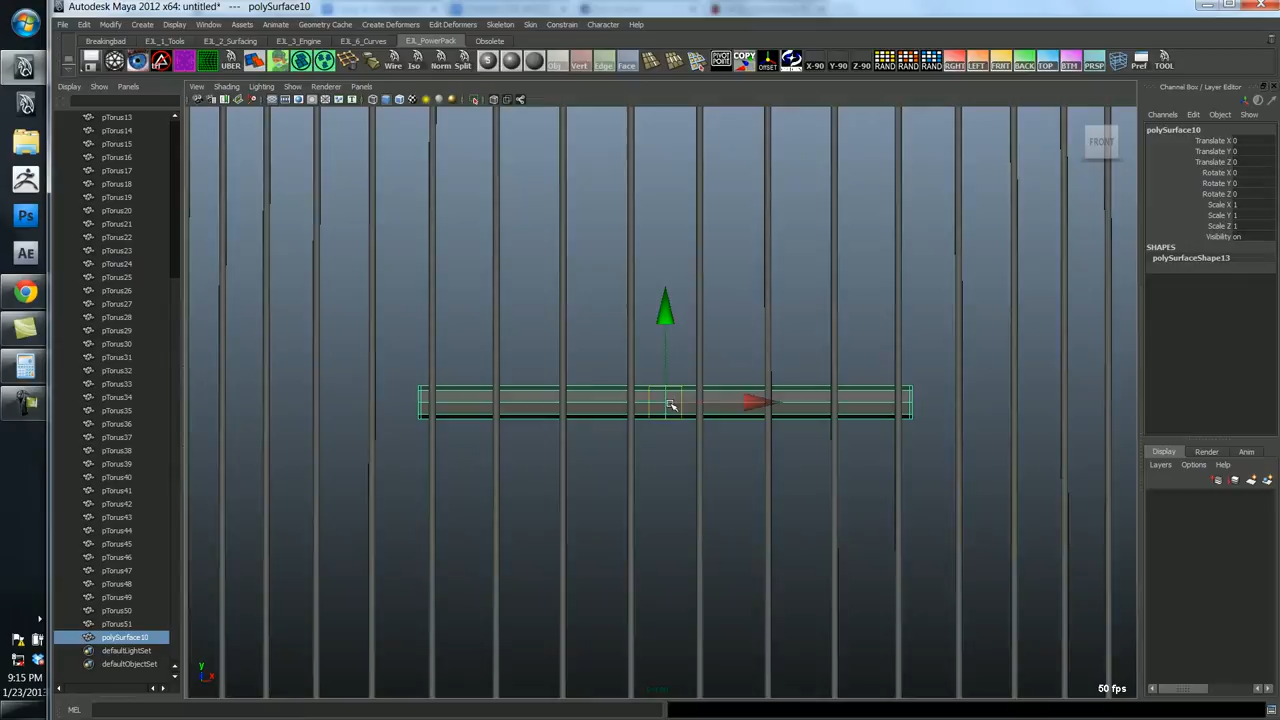 Autodesk Maya 2012 x64: untitled* --- polySurface10
File Edit Modify Create Display Window Assets Animate Geometry Cache Create Deformers Edit Deformers Skeleton Skin Constrain Character Help
Breakingbad EJL_1_Tools EJL_2_Surfacing EJL_3_Engine EJL_6_Curves EJL_PowerPack Obsolete
UBER Wire Iso Norm Split S Obj Vert Edge Face PIVOT COPY OFFSET X-90 Y-90 Z-90 RAND RAND RAND RGHT LEFT FRNT BACK TOP BTM PRSP Pref TOOL
Display Show Panels
View Shading Lighting Show Renderer Panels
Channel Box / Layer Editor
Channels Edit Object Show
pTorus13
pTorus14
pTorus15
pTorus16
pTorus17
pTorus18
pTorus19
pTorus20
pTorus21
pTorus22
pTorus23
pTorus24
pTorus25
pTorus26
pTorus27
pTorus28
pTorus29
pTorus30
pTorus31
pTorus32
pTorus33
pTorus34
pTorus35
pTorus36
pTorus37
pTorus38
pTorus39
pTorus40
pTorus41
pTorus42
pTorus43
pTorus44
pTorus45
pTorus46
pTorus47
pTorus48
pTorus49
pTorus50
pTorus51
polySurface10
defaultLightSet
defaultObjectSet
FRONT
polySurface10
Translate X 0
Translate Y 0
Translate Z 0
Rotate X 0
Rotate Y 0
Rotate Z 0
Scale X 1
Scale Y 1
Scale Z 1
Visibility on
SHAPES
polySurfaceShape13
Display Render Anim
Layers Options Help
Ps
Ae
y
x
50 fps
9:15 PM
1/23/2013
MEL